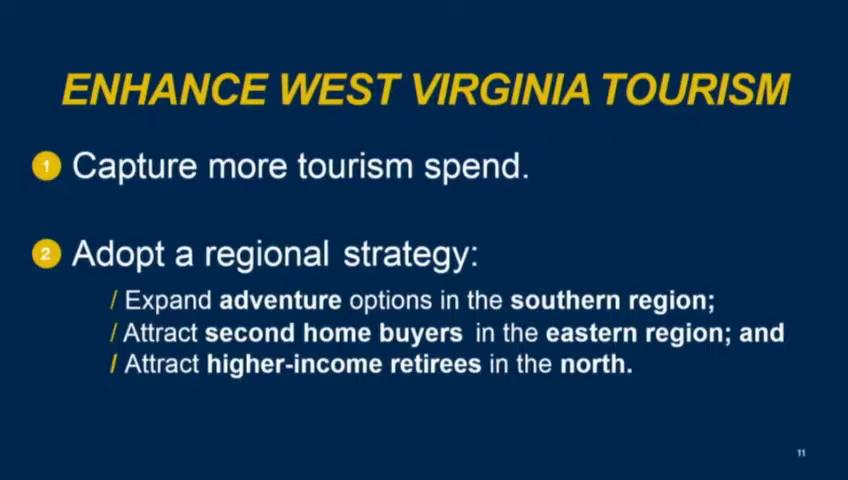 ENHANCE WEST VIRGINIA TOURISM
1 Capture more tourism spend.
2 Adopt a regional strategy:
/ Expand adventure options in the southern region;
/ Attract second home buyers in the eastern region; and
/ Attract higher-income retirees in the north.
11